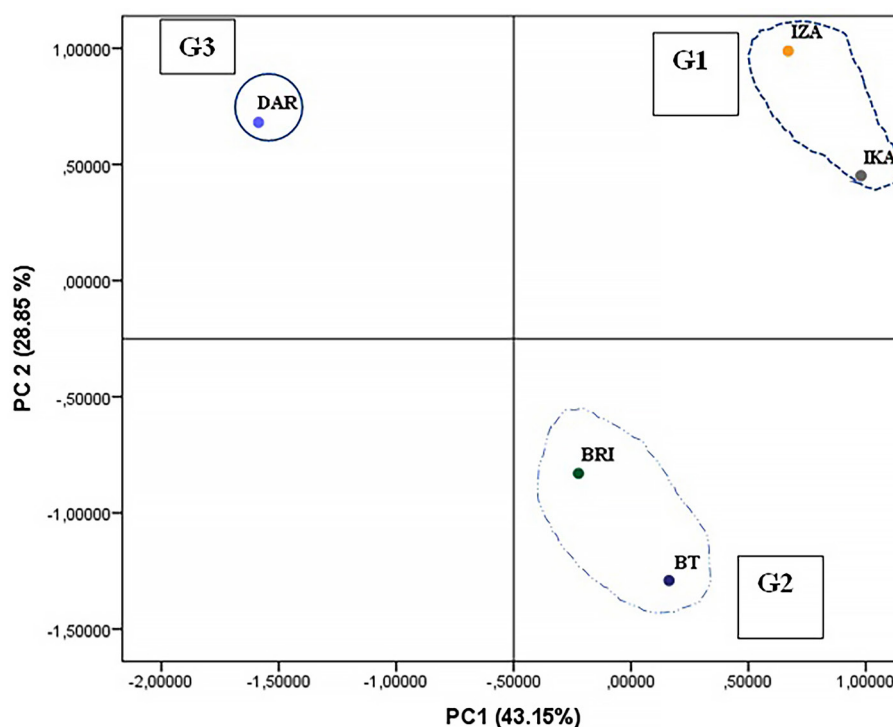 G3
DAR
G1
IZA
IKA
BRI
BT
G2
PC 2 (28.85 %)
1,00000
,50000
,00000
-,50000
-1,00000
-1,50000
-2,00000
-1,50000
-1,00000
-,50000
,00000
,50000
1,00000
PC1 (43.15%)